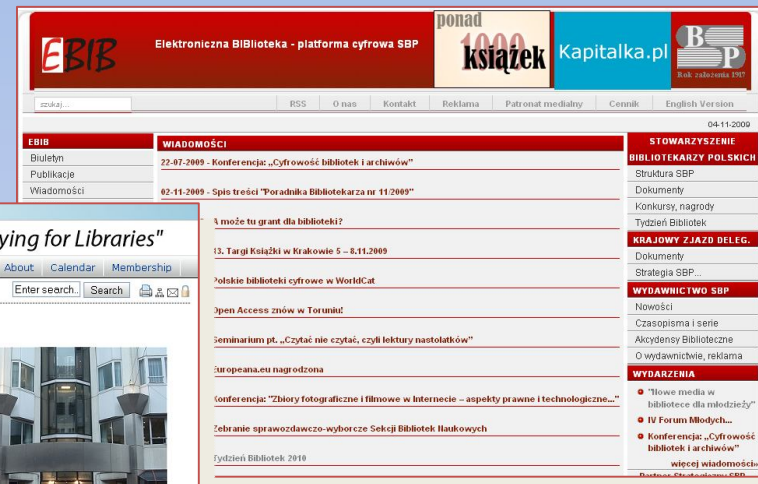 EBIB
Elektroniczna BIBlioteka - platforma cyfrowa SBP
ponad
1000
książek
Kapitalka.pl
SBP
Rok założenia 1917
szukaj...
RSS
O nas
Kontakt
Reklama
Patronat medialny
Cennik
English Version
04-11-2009
EBIB
Biuletyn
Publikacje
Wiadomości
WIADOMOŚCI
22-07-2009 - Konferencja: „Cyfrowość bibliotek i archiwów"
02-11-2009 - Spis treści "Poradnika Bibliotekarza nr 11/2009"
A może tu grant dla biblioteki?
13. Targi Książki w Krakowie 5 – 8.11.2009
Polskie biblioteki cyfrowe w WorldCat
Open Access znów w Toruniu!
Seminarium pt. „Czytać nie czytać, czyli lektury nastolatków"
Europeana.eu nagrodzona
Konferencja: "Zbiory fotograficzne i filmowe w Internecie – aspekty prawne i technologiczne..."
Zebranie sprawozdawczo-wyborcze Sekcji Bibliotek Naukowych
Tydzień Bibliotek 2010
STOWARZYSZENIE
BIBLIOTEKARZY POLSKICH
Struktura SBP
Dokumenty
Konkursy, nagrody
Tydzień Bibliotek
KRAJOWY ZJAZD DELEG.
Dokumenty
Strategia SBP...
WYDAWNICTWO SBP
Nowości
Czasopisma i serie
Akcydensy Biblioteczne
O wydawnictwie, reklama
WYDARZENIA
"Nowe media w
bibliotece dla młodzieży"
IV Forum Młodych...
Konferencja: „Cyfrowość
bibliotek i archiwów"
więcej wiadomości»
Partner Strategiczny SBP
ying for Libraries"
About
Calendar
Membership
Enter search..
Search